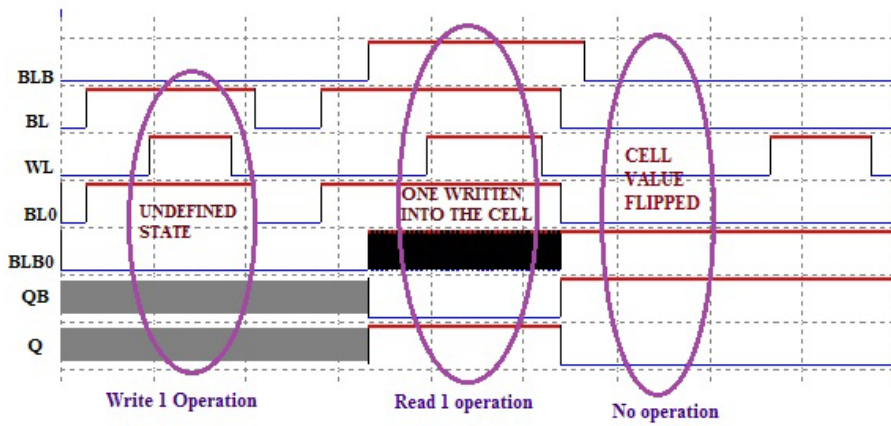 BLB
BL
WL
BL0
BLB0
QB
Q
UNDEFINED
STATE
ONE WRITTEN
INTO THE CELL
CELL
VALUE
FLIPPED
Write 1 Operation
Read 1 operation
No operation